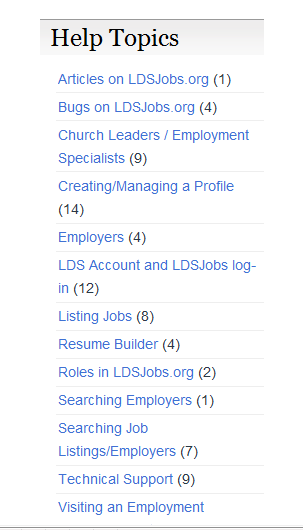 Help Topics
Articles on LDSJobs.org (1)
Bugs on LDSJobs.org (4)
Church Leaders / Employment
Specialists (9)
Creating/Managing a Profile
(14)
Employers (4)
LDS Account and LDSJobs log-
in (12)
Listing Jobs (8)
Resume Builder (4)
Roles in LDSJobs.org (2)
Searching Employers (1)
Searching Job
Listings/Employers (7)
Technical Support (9)
Visiting an Employment